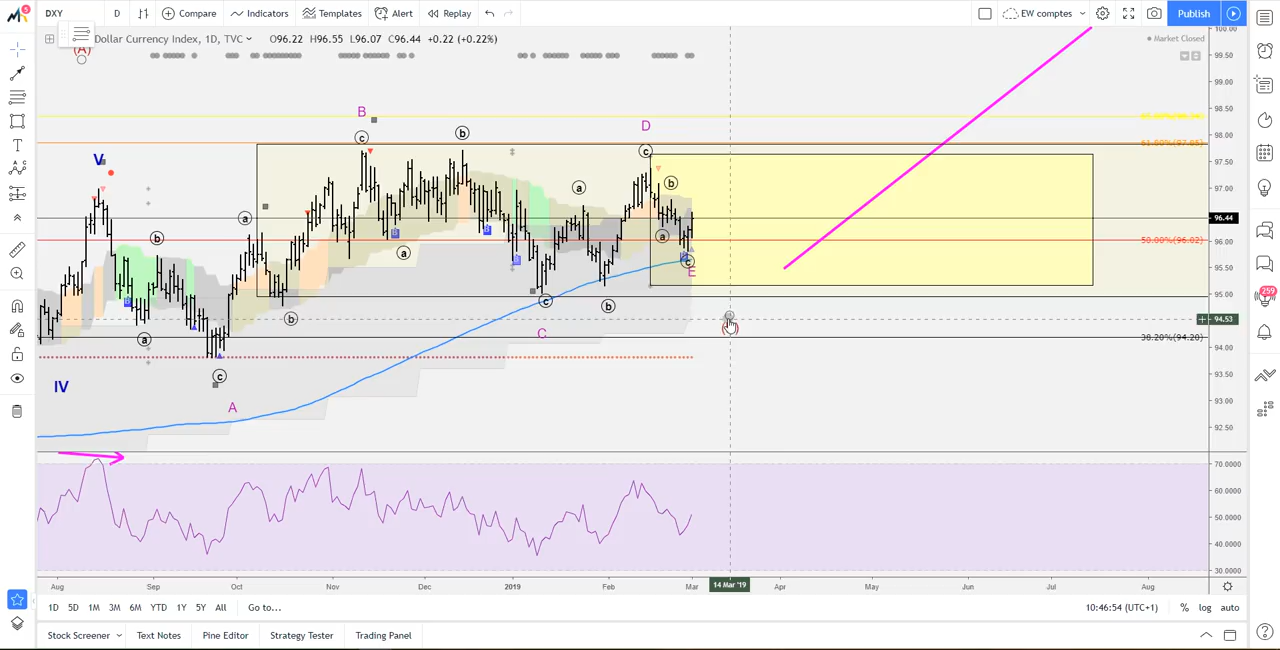 DXY D Compare Indicators Templates Alert Replay EW comptes Publish
Dollar Currency Index, 1D, TVC O96.22 H96.55 L96.07 C96.44 +0.22 (+0.22%)
Market Closed
(A)
100.00
99.50
99.00
98.50
98.00
61.80%(97.85)
97.50
97.00
96.44
96.00
50.00%(96.02)
95.50
95.00
94.53
38.20%(94.20)
94.00
93.50
93.00
92.50
V
IV
B
D
A
C
E
c
b
c
a
b
a
b
a
b
a
c
a
b
c
b
c
B
B
B
B
B
70.0000
60.0000
50.0000
40.0000
30.0000
Aug Sep Oct Nov Dec 2019 Feb Mar 14 Mar '19 Apr May Jun Jul Aug
1D 5D 1M 3M 6M YTD 1Y 5Y All Go to... 10:46:54 (UTC+1) % log auto
Stock Screener Text Notes Pine Editor Strategy Tester Trading Panel
5
259